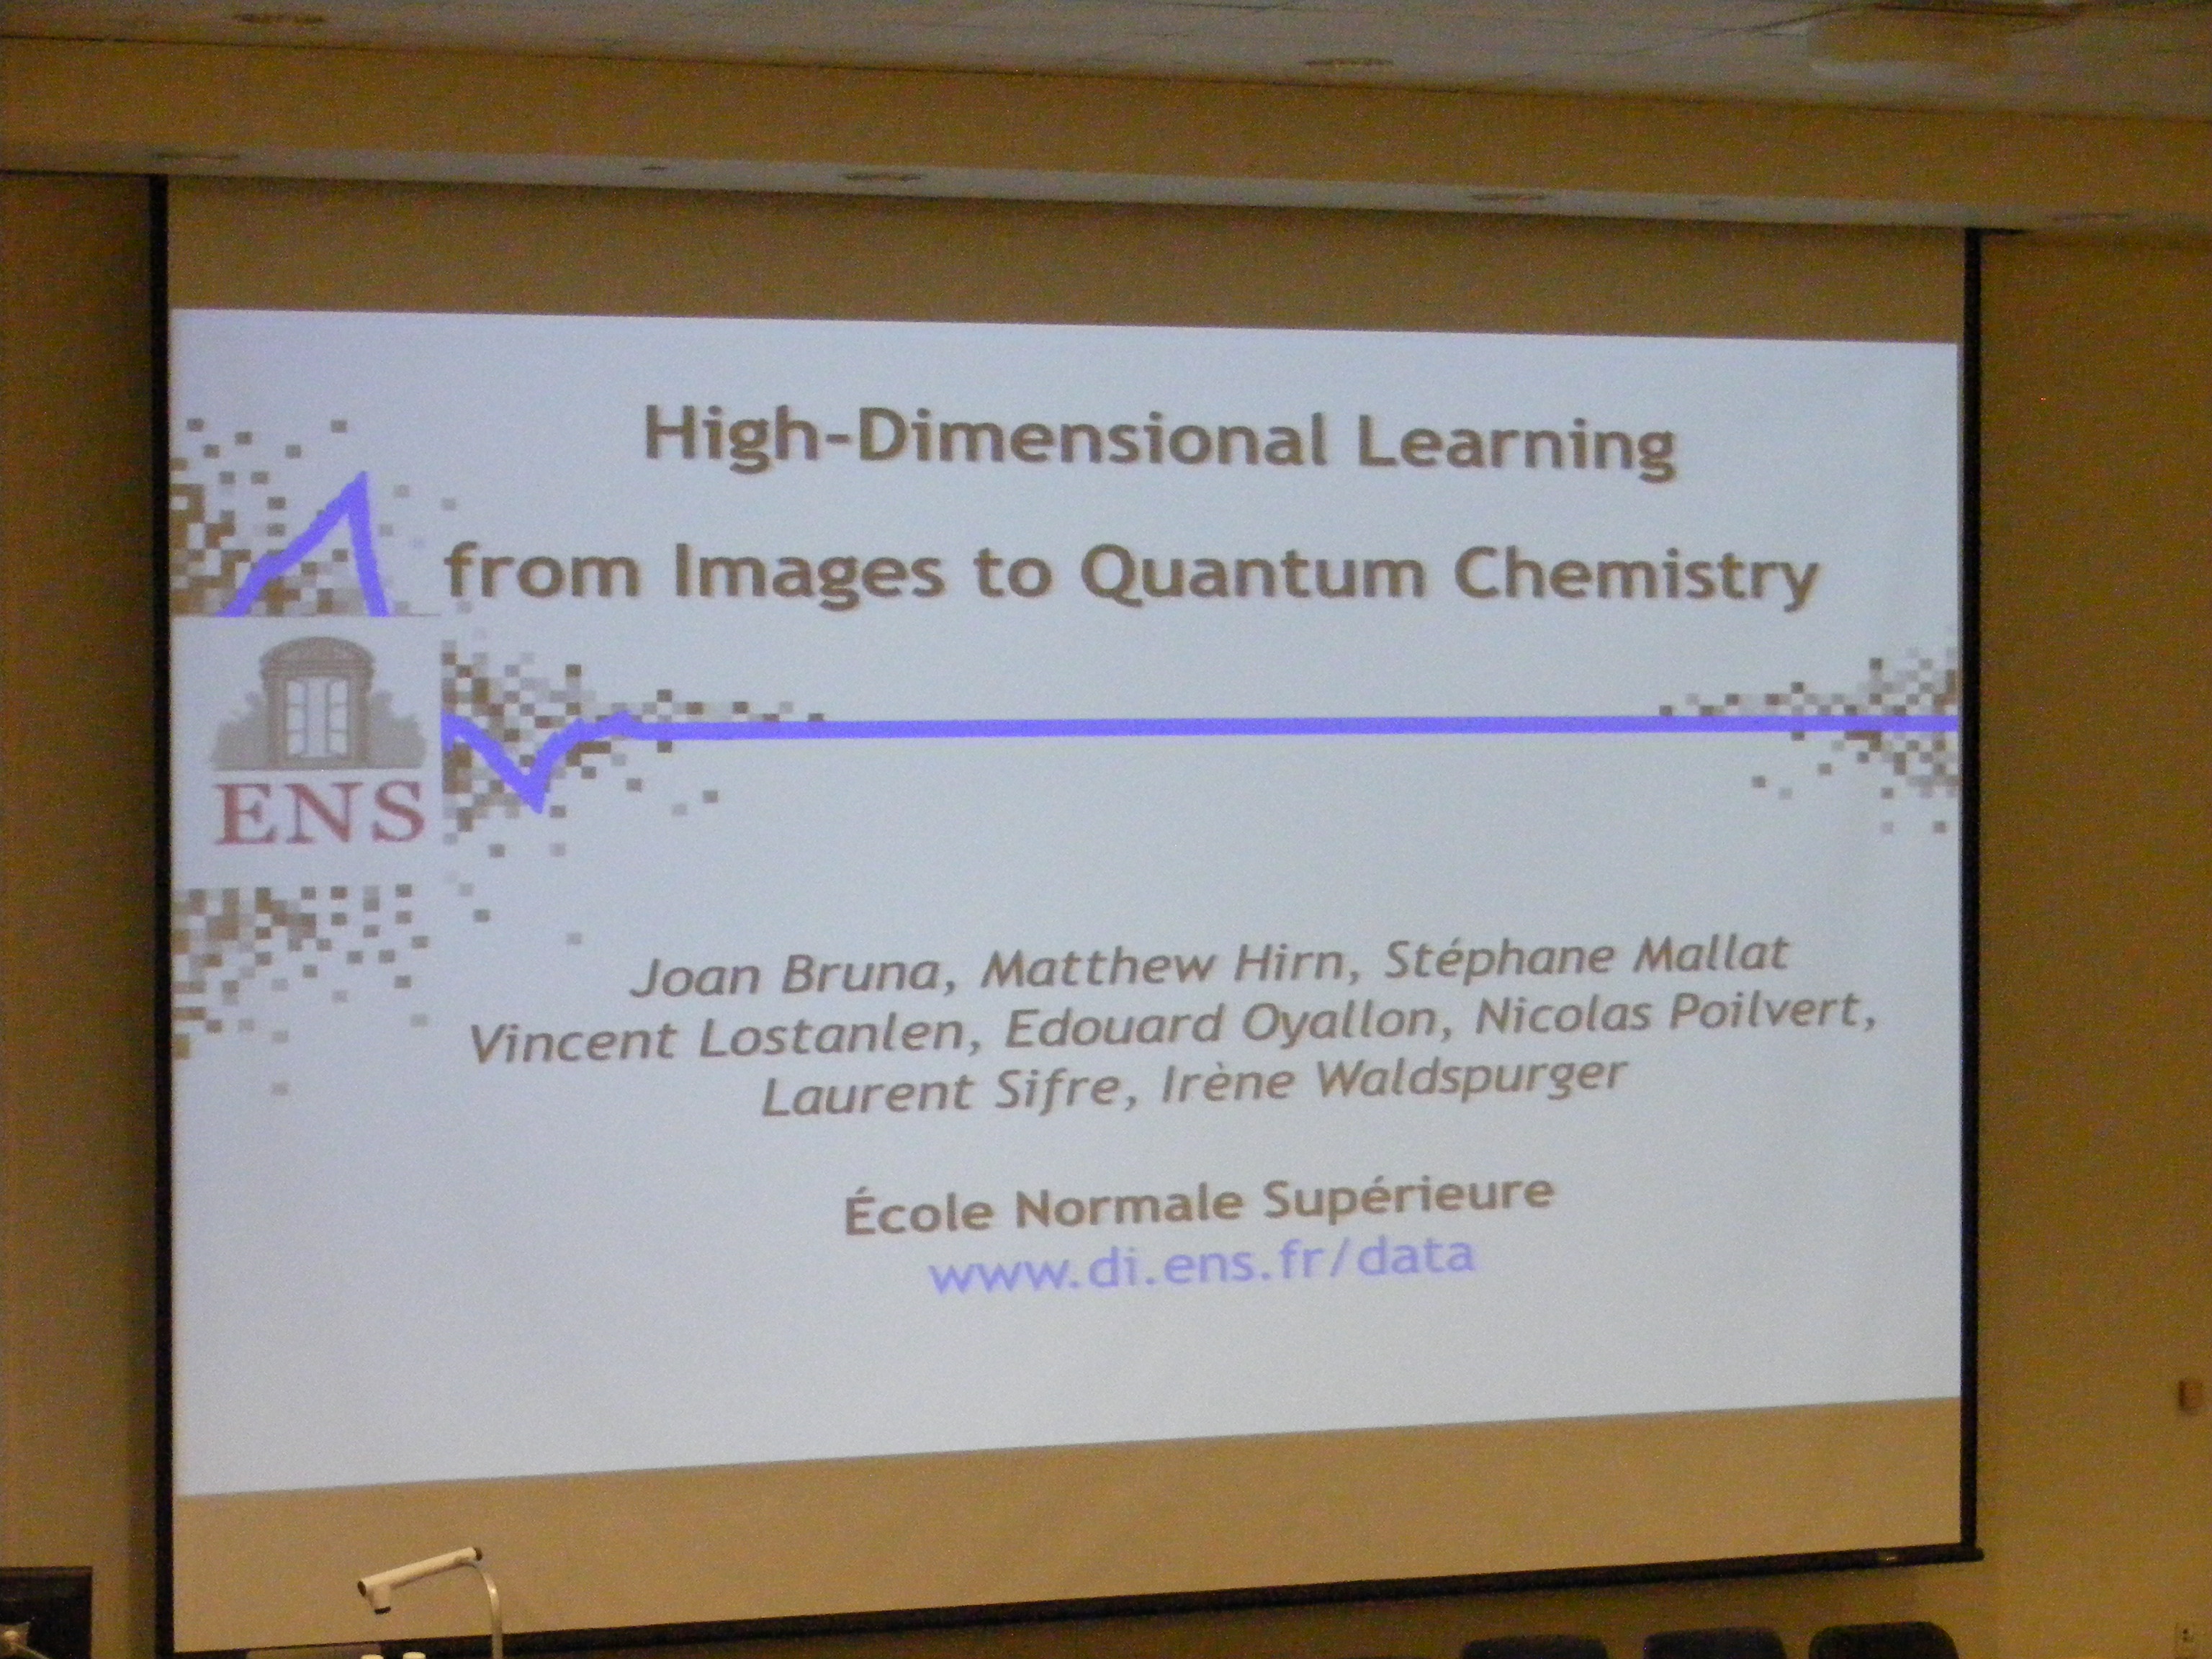 High-Dimensional Learning
from Images to Quantum Chemistry
ENS
Joan Bruna, Matthew Hirn, Stéphane Mallat
Vincent Lostanlen, Edouard Oyallon, Nicolas Poilvert,
Laurent Sifre, Irène Waldspurger
École Normale Supérieure
www.di.ens.fr/data